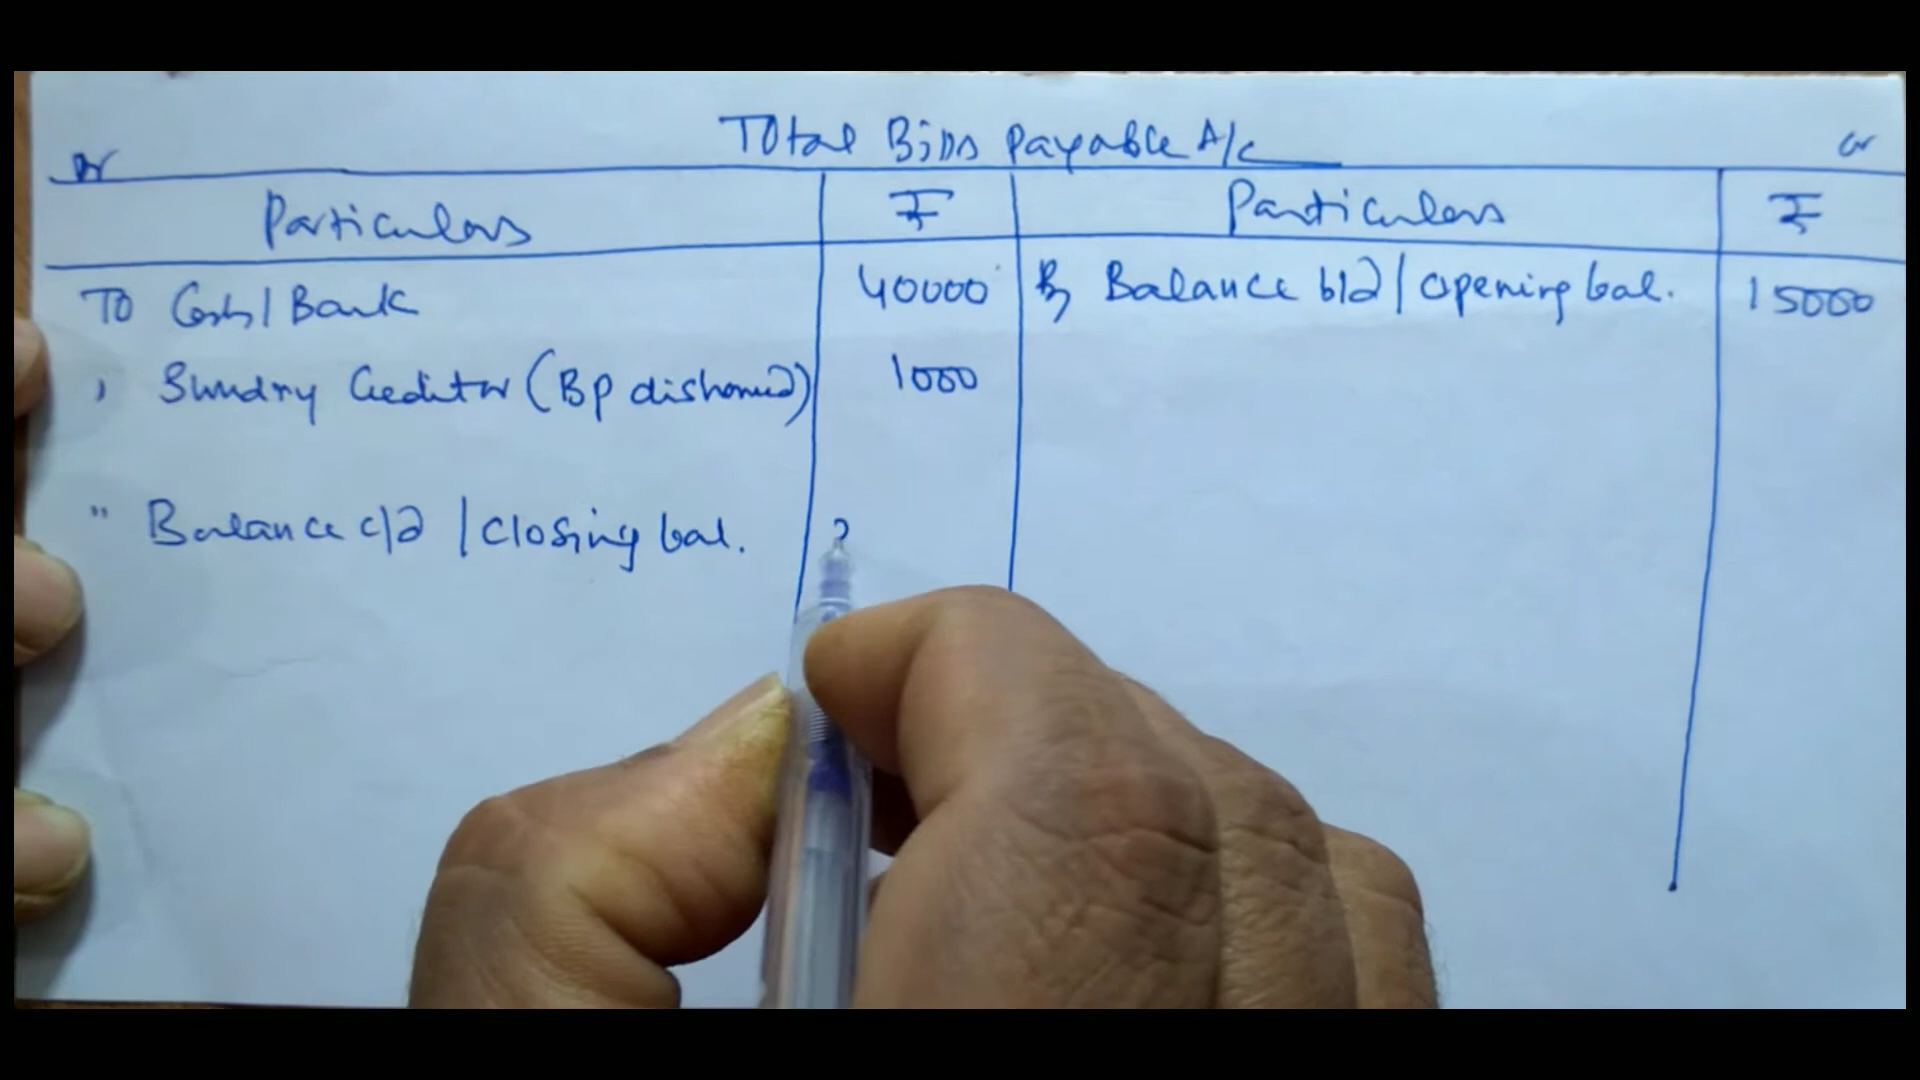 Total Bills Payable A/c
Dr Cr
Particulars ₹ Particulars ₹
To Cash/Bank 40000 By Balance b/d / opening bal. 15000
, Sundry Creditor (BP dishonoured) 1000
" Balance c/d / closing bal.